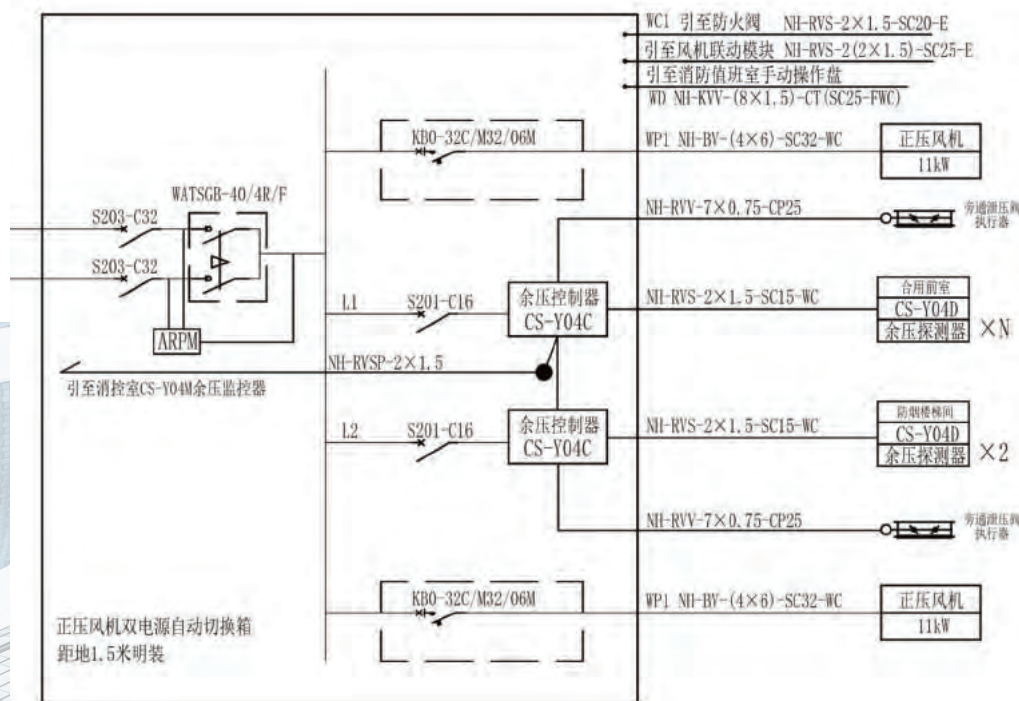 WC1 引至防火阀 NH-RVS-2×1.5-SC20-E
引至风机联动模块 NH-RVS-2(2×1.5)-SC25-E
引至消防值班室手动操作盘
WD NH-KVV-(8×1.5)-CT(SC25-FWC)
KB0-32C/M32/06M
WP1 NH-BV-(4×6)-SC32-WC
正压风机
11kW
WATSGB-40/4R/F
S203-C32
S203-C32
ARPM
NH-RVV-7×0.75-CP25
旁通泄压阀
执行器
L1
S201-C16
余压控制器
CS-Y04C
NH-RVS-2×1.5-SC15-WC
合用前室
CS-Y04D
余压探测器
×N
NH-RVSP-2×1.5
引至消控室CS-Y04M余压监控器
L2
S201-C16
余压控制器
CS-Y04C
NH-RVS-2×1.5-SC15-WC
防烟楼梯间
CS-Y04D
余压探测器
×2
NH-RVV-7×0.75-CP25
旁通泄压阀
执行器
KB0-32C/M32/06M
WP1 NH-BV-(4×6)-SC32-WC
正压风机
11kW
正压风机双电源自动切换箱
距地1.5米明装